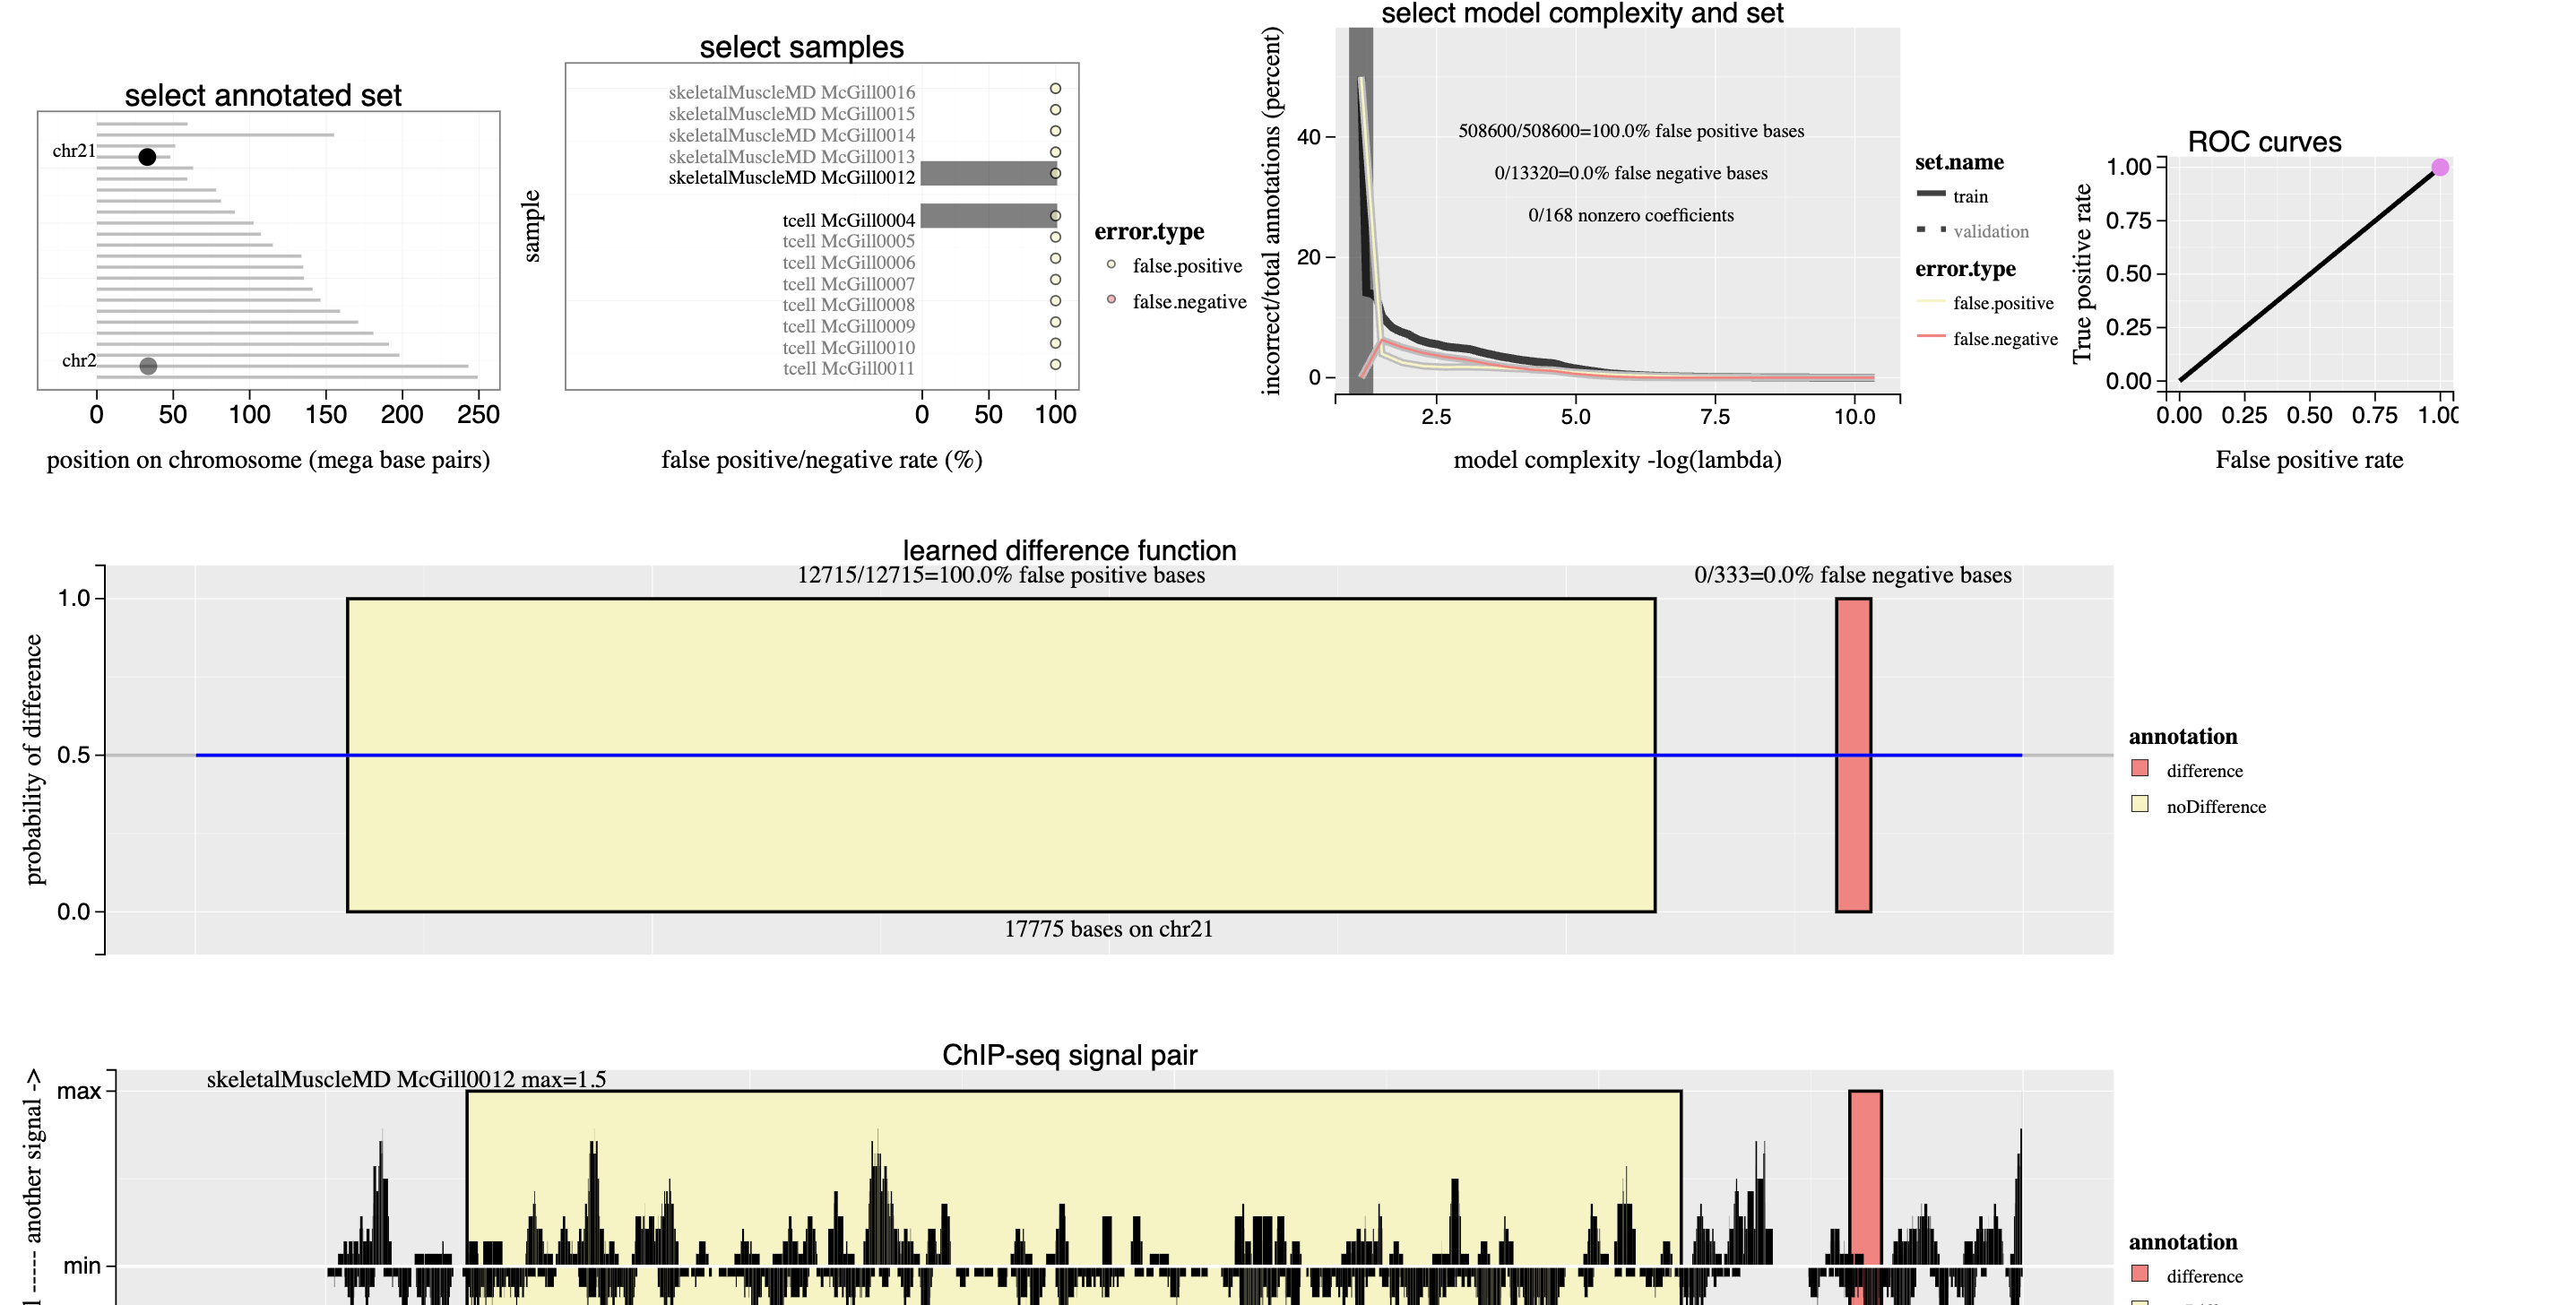 select annotated set
chr21
chr2
0 50 100 150 200 250
position on chromosome (mega base pairs)
select samples
sample
skeletalMuscleMD McGill0016
skeletalMuscleMD McGill0015
skeletalMuscleMD McGill0014
skeletalMuscleMD McGill0013
skeletalMuscleMD McGill0012
tcell McGill0004
tcell McGill0005
tcell McGill0006
tcell McGill0007
tcell McGill0008
tcell McGill0009
tcell McGill0010
tcell McGill0011
0 50 100
false positive/negative rate (%)
error.type
false.positive
false.negative
select model complexity and set
incorrect/total annotations (percent)
40
20
0
508600/508600=100.0% false positive bases
0/13320=0.0% false negative bases
0/168 nonzero coefficients
2.5 5.0 7.5 10.0
model complexity -log(lambda)
set.name
train
validation
error.type
false.positive
false.negative
ROC curves
True positive rate
1.00
0.75
0.50
0.25
0.00
0.00 0.25 0.50 0.75 1.00
False positive rate
learned difference function
probability of difference
12715/12715=100.0% false positive bases
0/333=0.0% false negative bases
1.0
0.5
0.0
17775 bases on chr21
annotation
difference
noDifference
ChIP-seq signal pair
----- another signal ->
skeletalMuscleMD McGill0012 max=1.5
max
min
annotation
difference